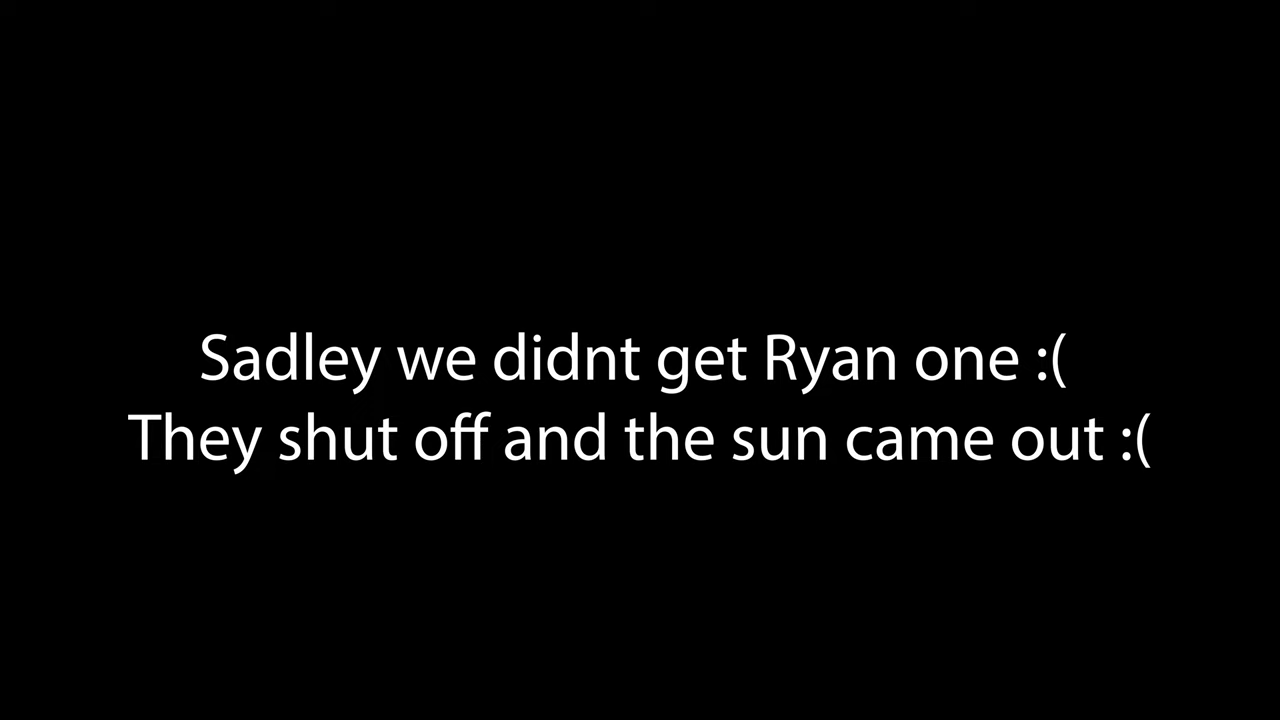 Sadley we didnt get Ryan one :(
They shut off and the sun came out :(